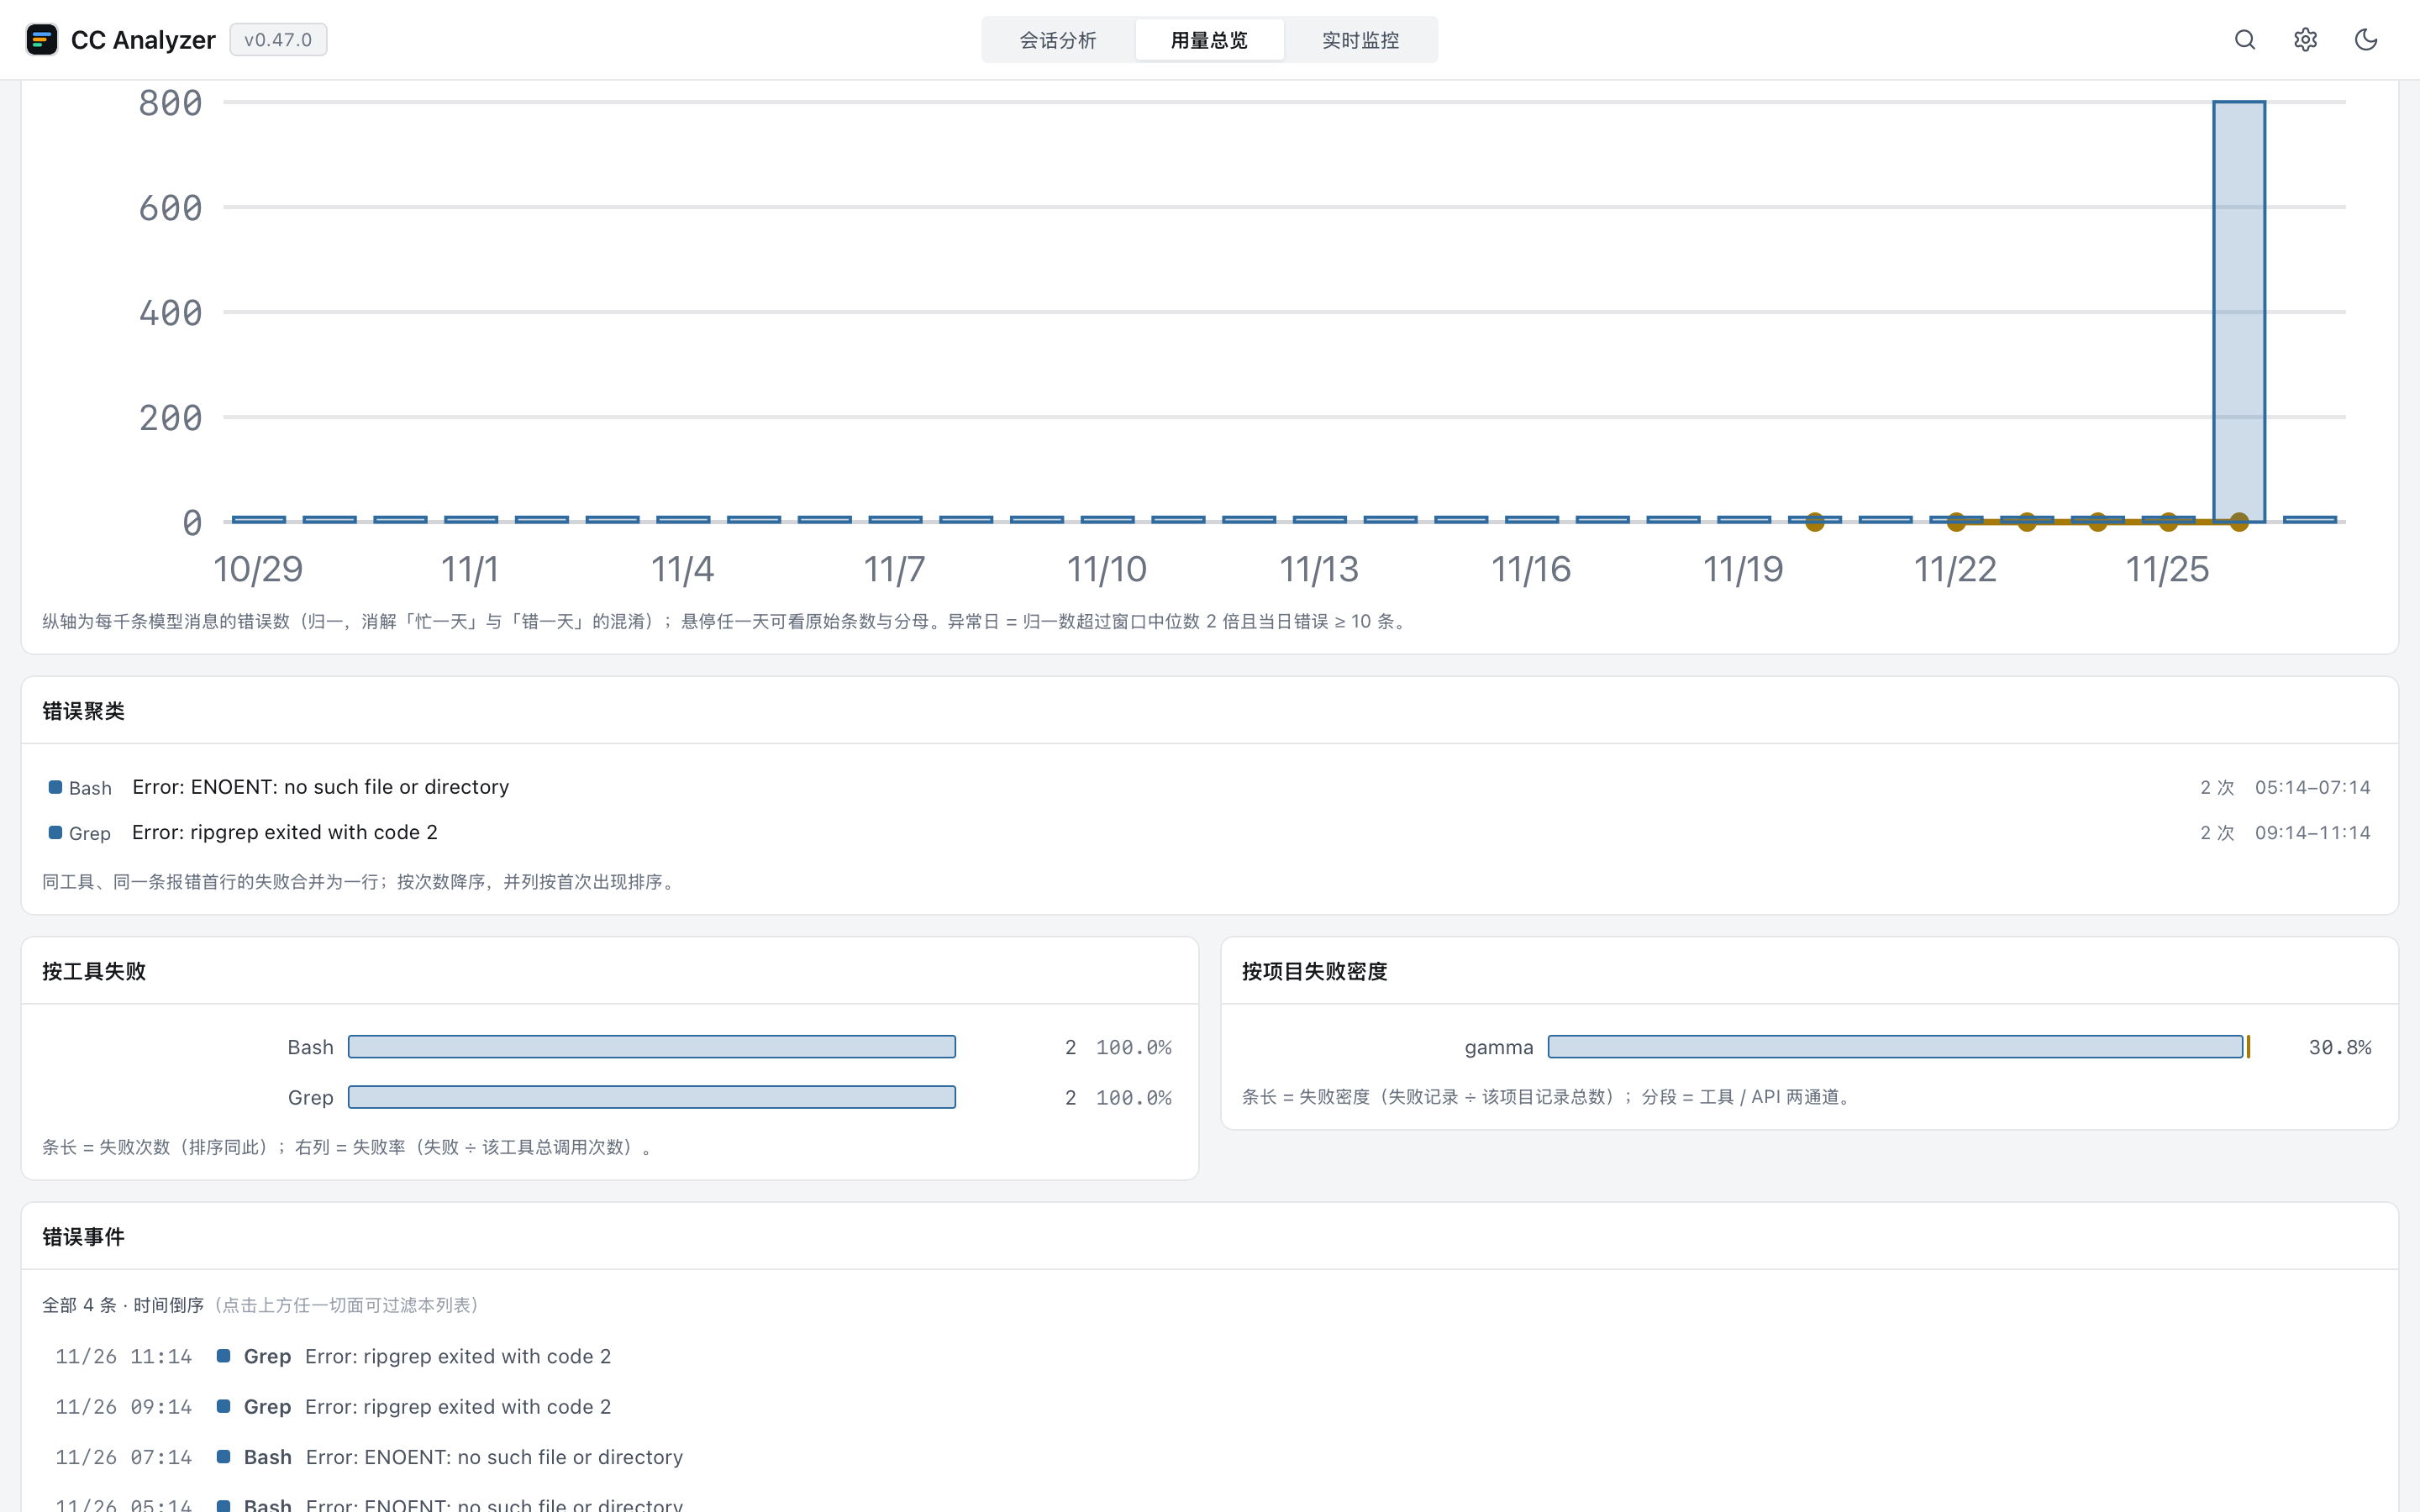 CC Analyzer v0.47.0 会话分析 用量总览 实时监控
800
600
400
200
0
10/29 11/1 11/4 11/7 11/10 11/13 11/16 11/19 11/22 11/25
纵轴为每千条模型消息的错误数（归一，消解「忙一天」与「错一天」的混淆）；悬停任一天可看原始条数与分母。异常日 = 归一数超过窗口中位数 2 倍且当日错误 ≥ 10 条。
错误聚类
Bash Error: ENOENT: no such file or directory 2 次 05:14–07:14
Grep Error: ripgrep exited with code 2 2 次 09:14–11:14
同工具、同一条报错首行的失败合并为一行；按次数降序，并列按首次出现排序。
按工具失败
Bash 2 100.0%
Grep 2 100.0%
条长 = 失败次数（排序同此）；右列 = 失败率（失败 ÷ 该工具总调用次数）。
按项目失败密度
gamma 30.8%
条长 = 失败密度（失败记录 ÷ 该项目记录总数）；分段 = 工具 / API 两通道。
错误事件
全部 4 条 · 时间倒序（点击上方任一切面可过滤本列表）
11/26 11:14 Grep Error: ripgrep exited with code 2
11/26 09:14 Grep Error: ripgrep exited with code 2
11/26 07:14 Bash Error: ENOENT: no such file or directory
11/26 05:14 Bash Error: ENOENT: no such file or directory